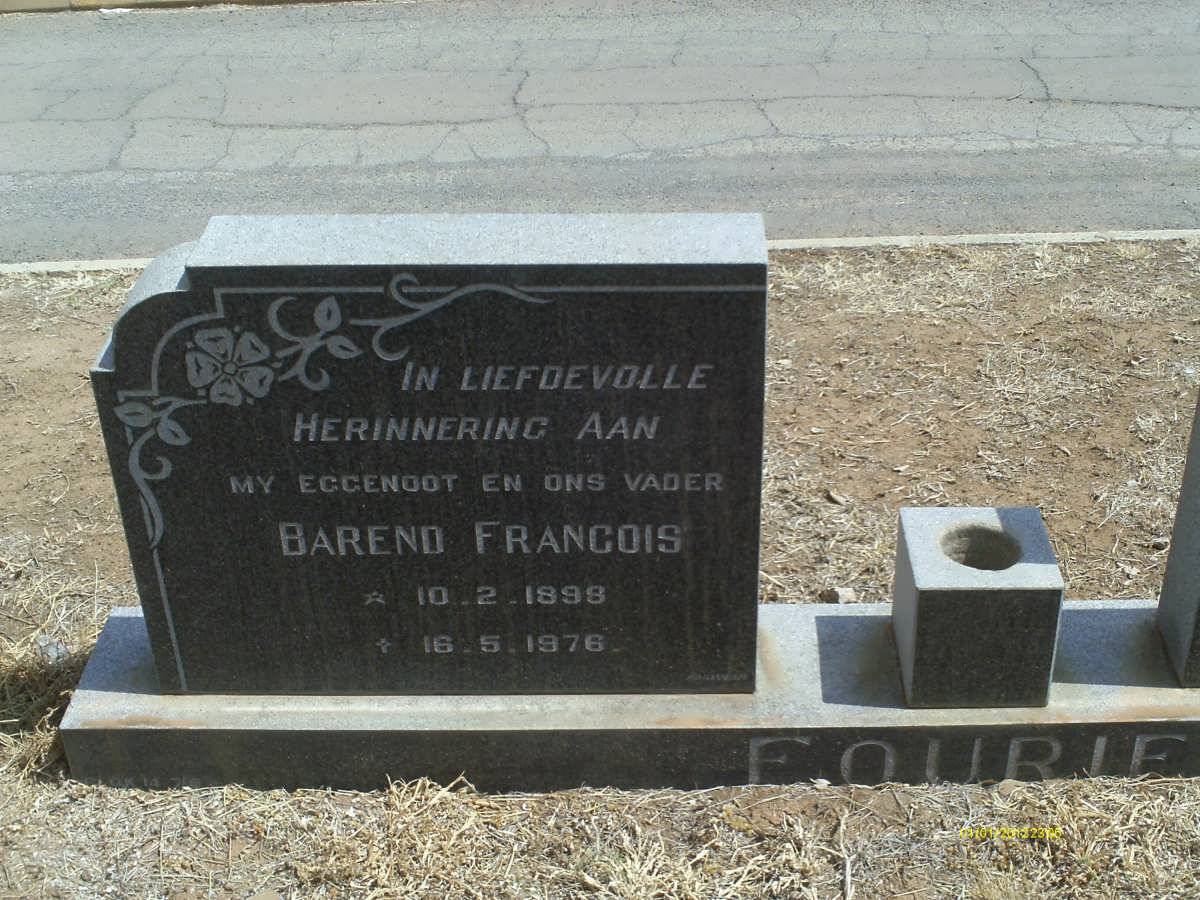 IN LIEFDEVOLLE
HERINNERING AAN
MY EGGENOOT EN ONS VADER
BAREND FRANCOIS
* 10.2.1898
† 16.5.1976.
FOURIE